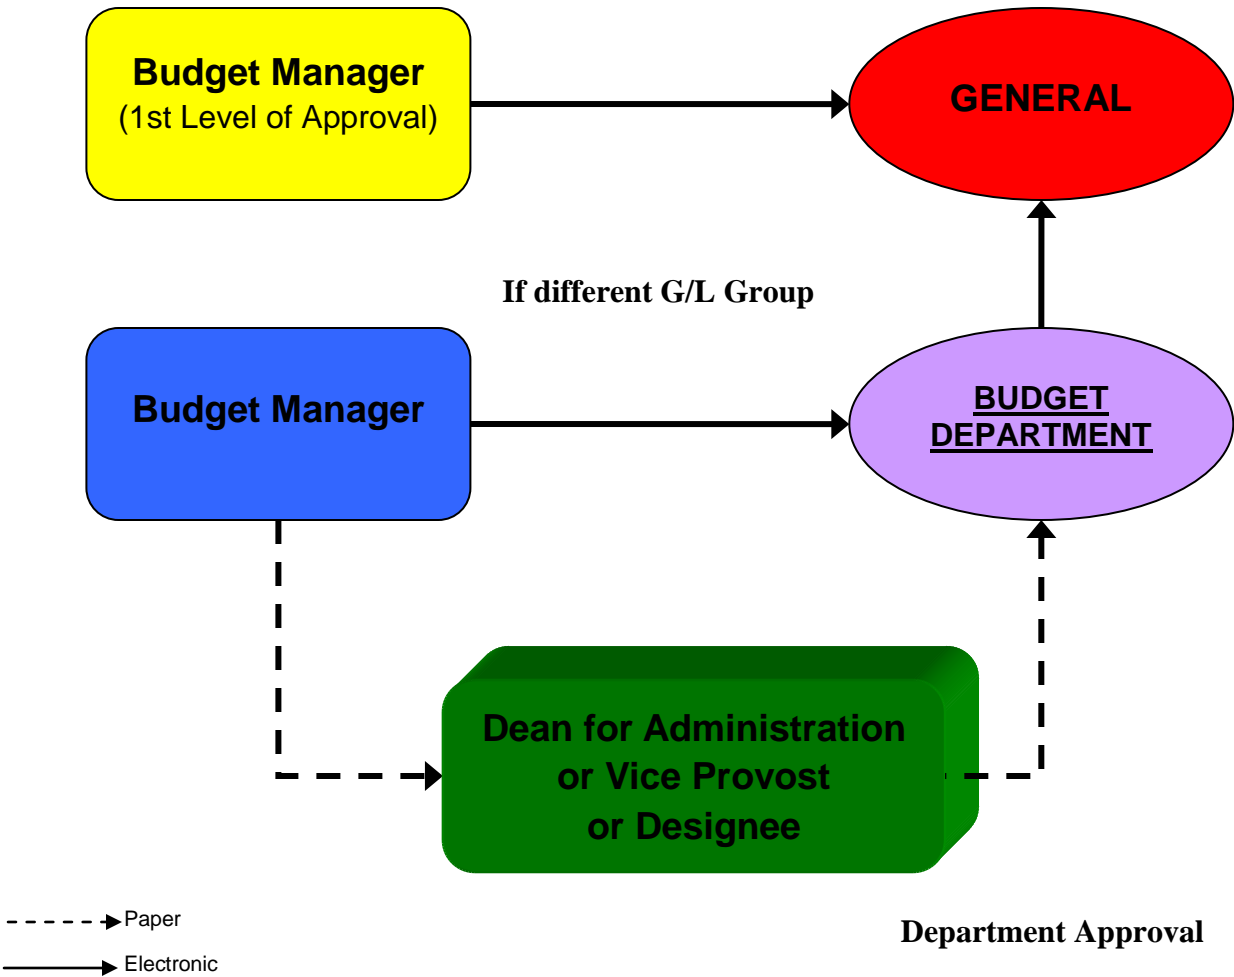 Budget Manager
(1st Level of Approval)
GENERAL
If different G/L Group
Budget Manager
BUDGET
DEPARTMENT
Dean for Administration
or Vice Provost
or Designee
Paper
Electronic
Department Approval